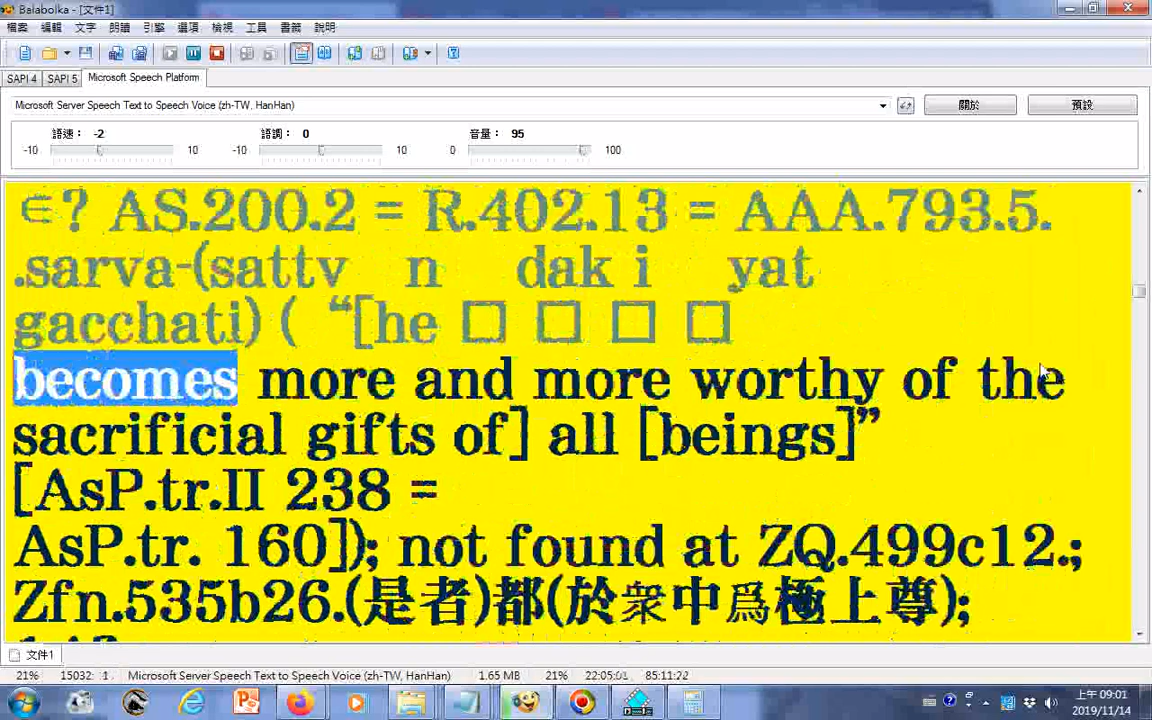 Balabolka - [文件1]
檔案 編輯 文字 朗讀 引擎 選項 檢視 工具 書籤 說明
SAPI 4 SAPI 5 Microsoft Speech Platform
Microsoft Server Speech Text to Speech Voice (zh-TW, HanHan) 關於 預設
語速： -2 語調： 0 音量： 95
-10 10 -10 10 0 100
∈? AS.200.2 = R.402.13 = AAA.793.5.
.sarva-(sattv n dak i yat
gacchati) ( “[he □ □ □ □
becomes more and more worthy of the
sacrificial gifts of] all [beings]”
[AsP.tr.II 238 =
AsP.tr. 160]); not found at ZQ.499c12.;
Zfn.535b26.(是者)都(於衆中爲極上尊);
文件1
21% 15032: 1 Microsoft Server Speech Text to Speech Voice (zh-TW, HanHan) 1.65 MB 21% 22:05:01 85:11:22
上午 09:01
2019/11/14